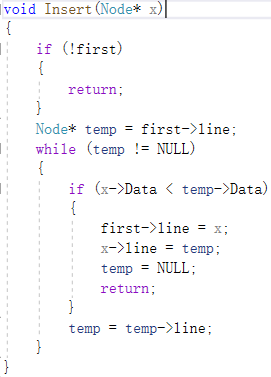 void Insert(Node* x)
{
    if (!first)
    {
        return;
    }
    Node* temp = first->line;
    while (temp != NULL)
    {
        if (x->Data < temp->Data)
        {
            first->line = x;
            x->line = temp;
            temp = NULL;
            return;
        }
        temp = temp->line;
    }
}